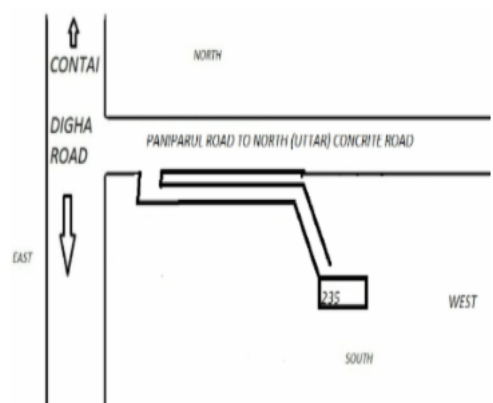 CONTAI
NORTH
DIGHA
ROAD
PANIPARUL ROAD TO NORTH (UTTAR) CONCRITE ROAD
EAST
235
WEST
SOUTH